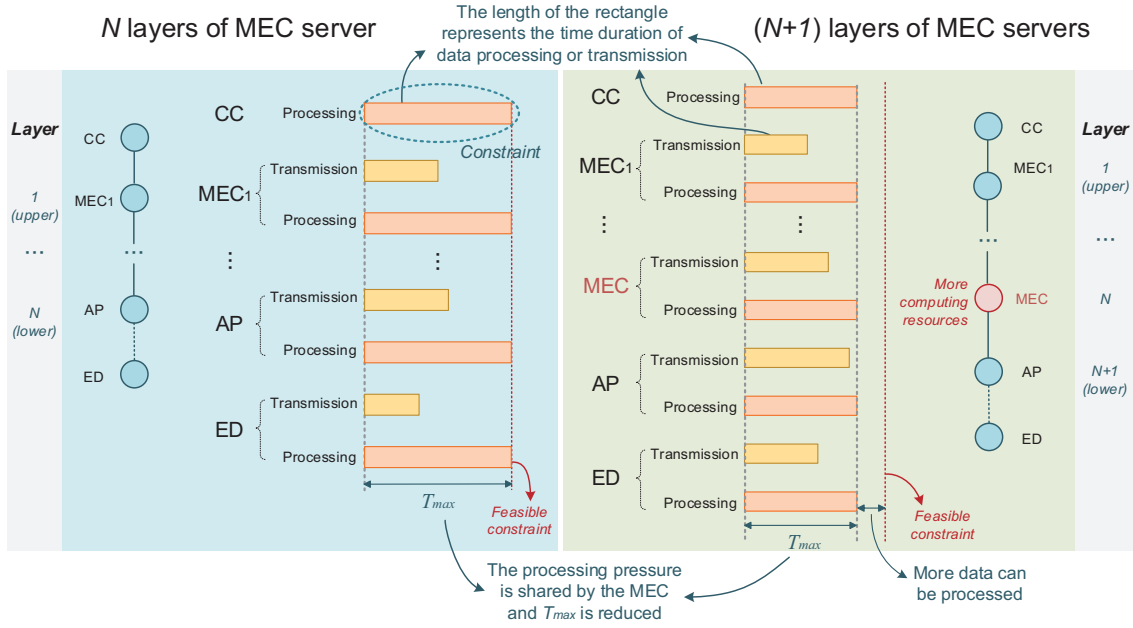 N layers of MEC server
The length of the rectangle
represents the time duration of
data processing or transmission
(N+1) layers of MEC servers
Layer
CC
MEC1
1
(upper)
...
...
AP
N
(lower)
ED
CC
Processing
Constraint
MEC1
Transmission
Processing
⋮
⋮
AP
Transmission
Processing
ED
Transmission
Processing
Tmax
Feasible
constraint
CC
Processing
MEC1
Transmission
Processing
⋮
⋮
MEC
Transmission
Processing
AP
Transmission
Processing
ED
Transmission
Processing
Tmax
Feasible
constraint
Layer
CC
MEC1
1
(upper)
...
...
More
computing
resources
MEC
N
AP
N+1
(lower)
ED
The processing pressure
is shared by the MEC
and Tmax is reduced
More data can
be processed